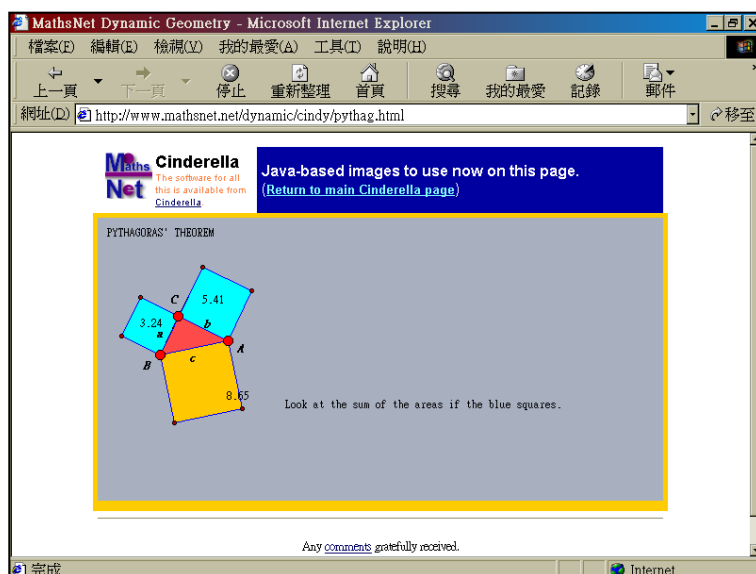 MathsNet Dynamic Geometry - Microsoft Internet Explorer
檔案(F) 編輯(E) 檢視(V) 我的最愛(A) 工具(T) 說明(H)
上一頁 下一頁 停止 重新整理 首頁 搜尋 我的最愛 記錄 郵件
網址(D) http://www.mathsnet.net/dynamic/cindy/pythag.html 移至
Maths Net
Cinderella
The software for all
this is available from
Cinderella.
Java-based images to use now on this page.
(Return to main Cinderella page)
PYTHAGORAS' THEOREM
C 5.41
3.24 a b
A
B c
8.65
Look at the sum of the areas if the blue squares.
Any comments gratefully received.
完成 Internet